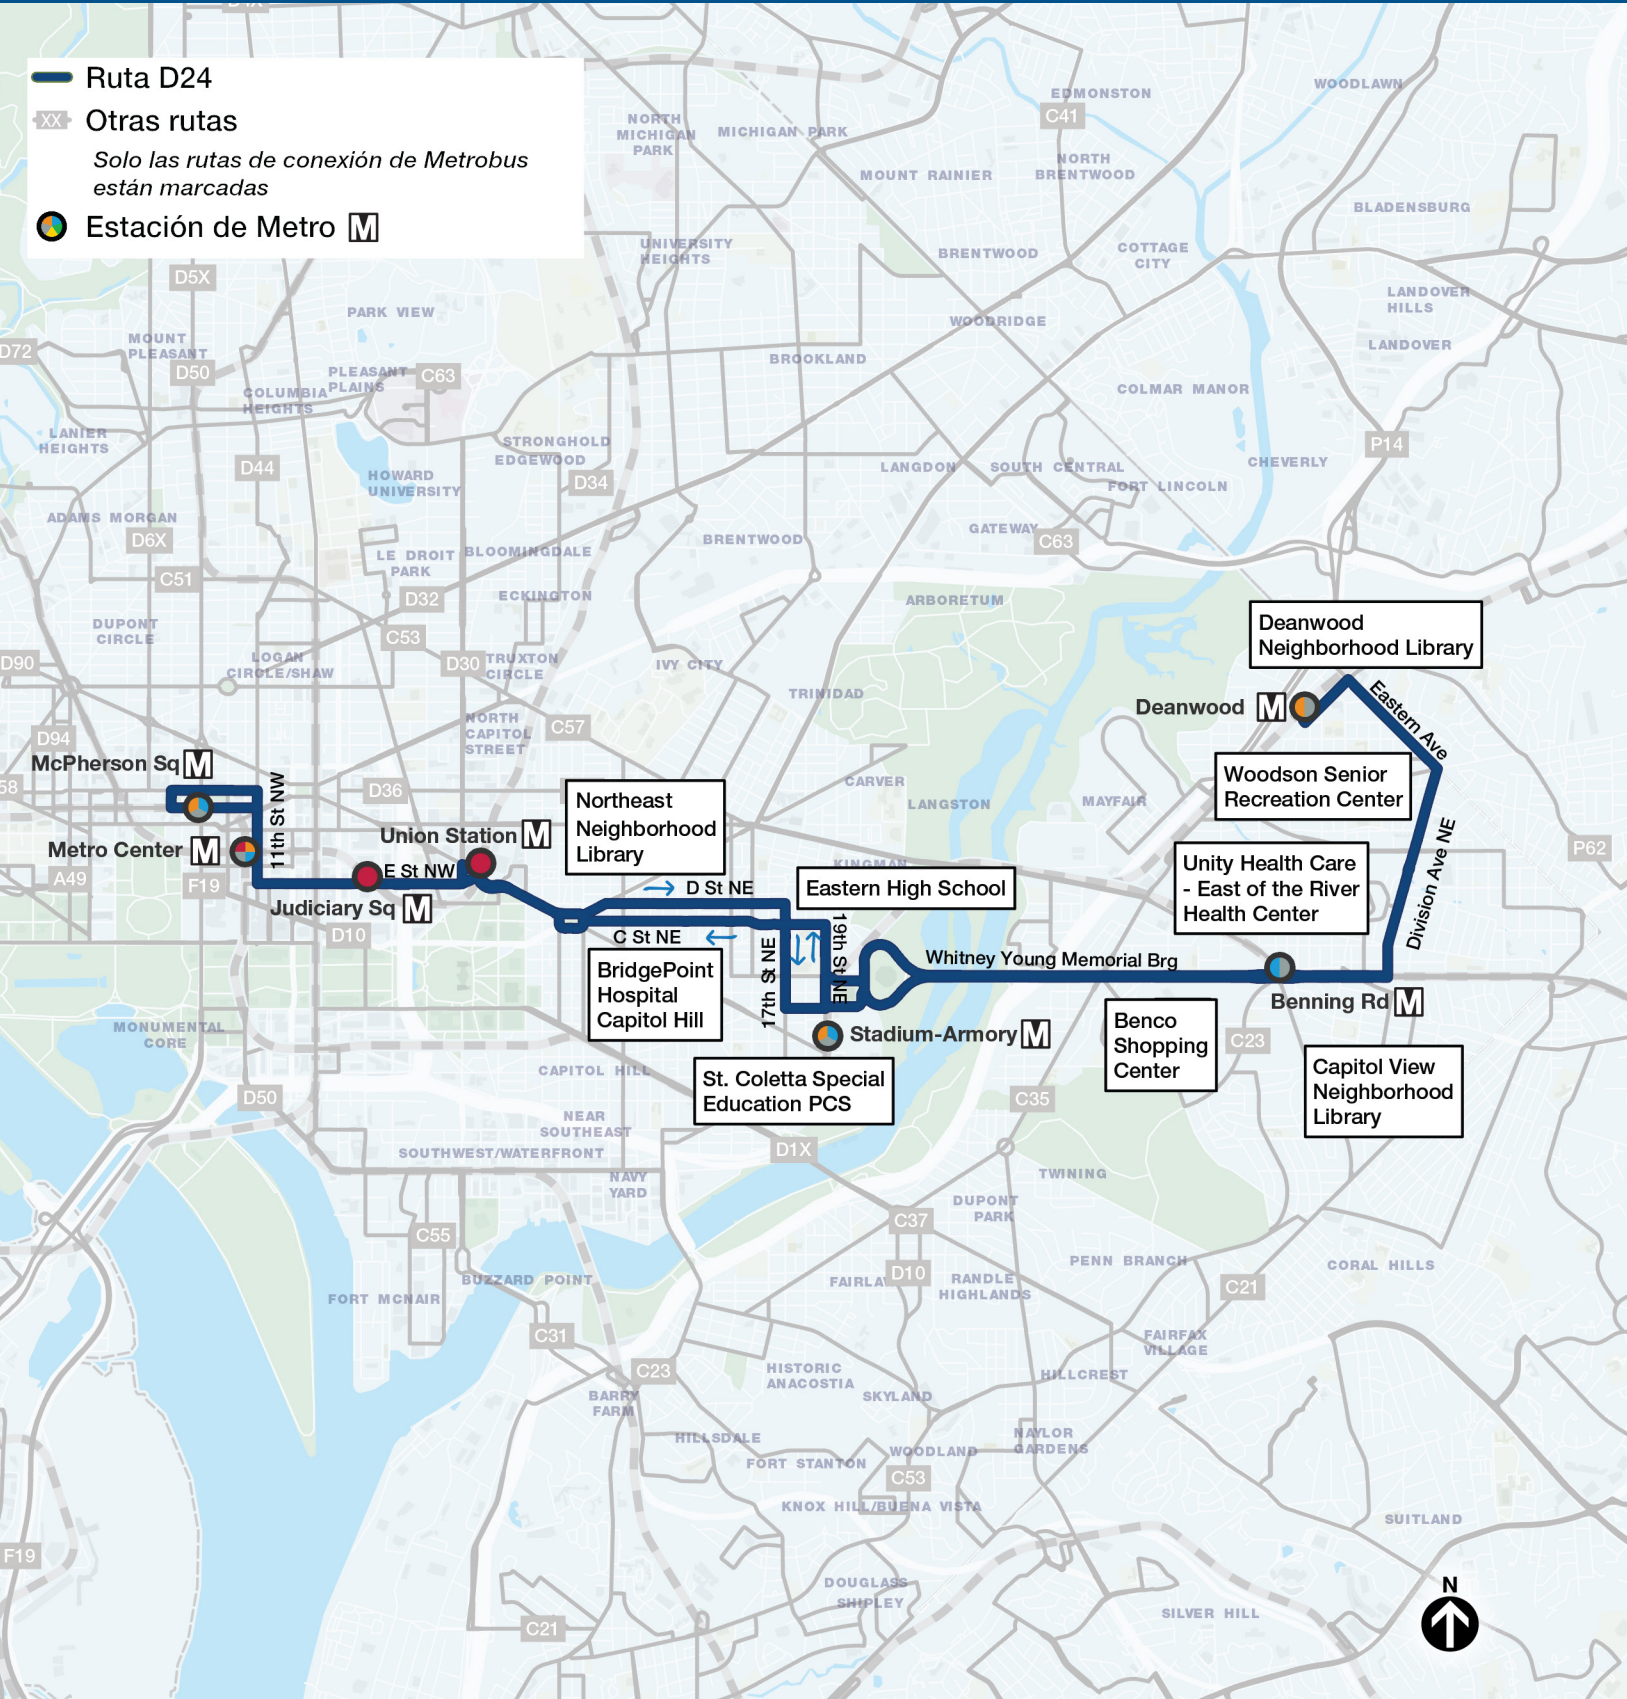 Ruta D24
XX Otras rutas
Solo las rutas de conexión de Metrobus
están marcadas
Estación de Metro M
EDMONSTON
WOODLAWN
C41
NORTH
MICHIGAN
PARK
MICHIGAN PARK
NORTH
BRENTWOOD
MOUNT RAINIER
BLADENSBURG
UNIVERSITY
HEIGHTS
BRENTWOOD
COTTAGE
CITY
D5X
LANDOVER
HILLS
PARK VIEW
WOODRIDGE
MOUNT
PLEASANT
D72
LANDOVER
BROOKLAND
D50
PLEASANT
PLAINS
C63
COLUMBIA
HEIGHTS
COLMAR MANOR
LANIER
HEIGHTS
STRONGHOLD
EDGEWOOD
P14
D44
HOWARD
UNIVERSITY
D34
LANGDON
SOUTH CENTRAL
CHEVERLY
FORT LINCOLN
ADAMS MORGAN
D6X
GATEWAY
C63
BRENTWOOD
LE DROIT
PARK
BLOOMINGDALE
C51
D32
ECKINGTON
ARBORETUM
DUPONT
CIRCLE
C53
Deanwood
Neighborhood Library
D90
LOGAN
CIRCLE/SHAW
D30
TRUXTON
CIRCLE
IVY CITY
TRINIDAD
Deanwood M
Eastern Ave
NORTH
CAPITOL
STREET
C57
D94
McPherson Sq M
58
D36
11th St NW
CARVER
LANGSTON
MAYFAIR
Woodson Senior
Recreation Center
Northeast
Neighborhood
Library
Union Station M
Metro Center M
A49
F19
E St NW
Judiciary Sq M
D10
KINGMAN
Eastern High School
D St NE
C St NE
17th St NE
19th St NE
Unity Health Care
- East of the River
Health Center
Division Ave NE
P62
Whitney Young Memorial Brg
Benning Rd M
BridgePoint
Hospital
Capitol Hill
Stadium-Armory M
Benco
Shopping
Center
C23
Capitol View
Neighborhood
Library
MONUMENTAL
CORE
CAPITOL HILL
St. Coletta Special
Education PCS
D50
C35
NEAR
SOUTHEAST
SOUTHWEST/WATERFRONT
D1X
NAVY
YARD
TWINING
DUPONT
PARK
C37
C55
PENN BRANCH
CORAL HILLS
BUZZARD POINT
D10
RANDLE
HIGHLANDS
C21
FORT MCNAIR
C31
FAIRFAX
VILLAGE
C23
HISTORIC
ANACOSTIA
HILLCREST
BARRY
FARM
SKYLAND
HILLSDALE
NAYLOR
GARDENS
WOODLAND
FORT STANTON
C53
KNOX HILL/BUENA VISTA
SUITLAND
F19
DOUGLASS
SHIPLEY
SILVER HILL
C21
N